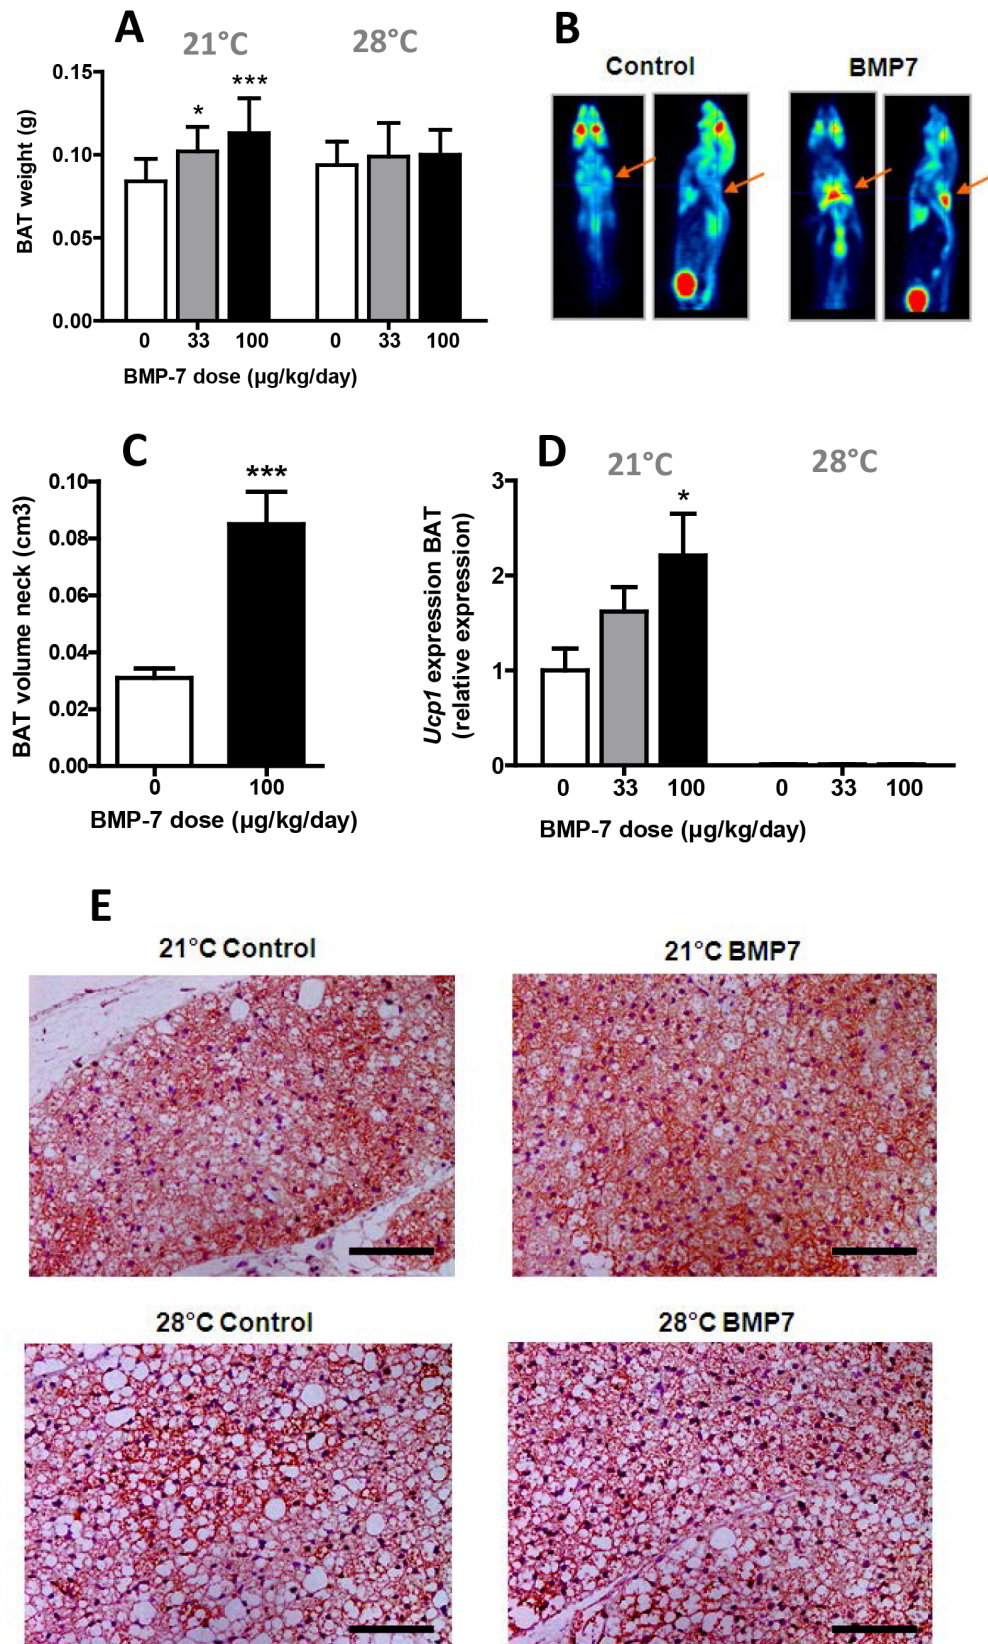 A
21°C
28°C
BAT weight (g)
0.15
0.10
0.05
0.00
*
***
0
33
100
0
33
100
BMP-7 dose (µg/kg/day)
B
Control
BMP7
C
BAT volume neck (cm3)
0.10
0.08
0.06
0.04
0.02
0.00
***
0
100
BMP-7 dose (µg/kg/day)
D
21°C
28°C
Ucp1 expression BAT
(relative expression)
3
2
1
0
*
0
33
100
0
33
100
BMP-7 dose (µg/kg/day)
E
21°C Control
21°C BMP7
28°C Control
28°C BMP7